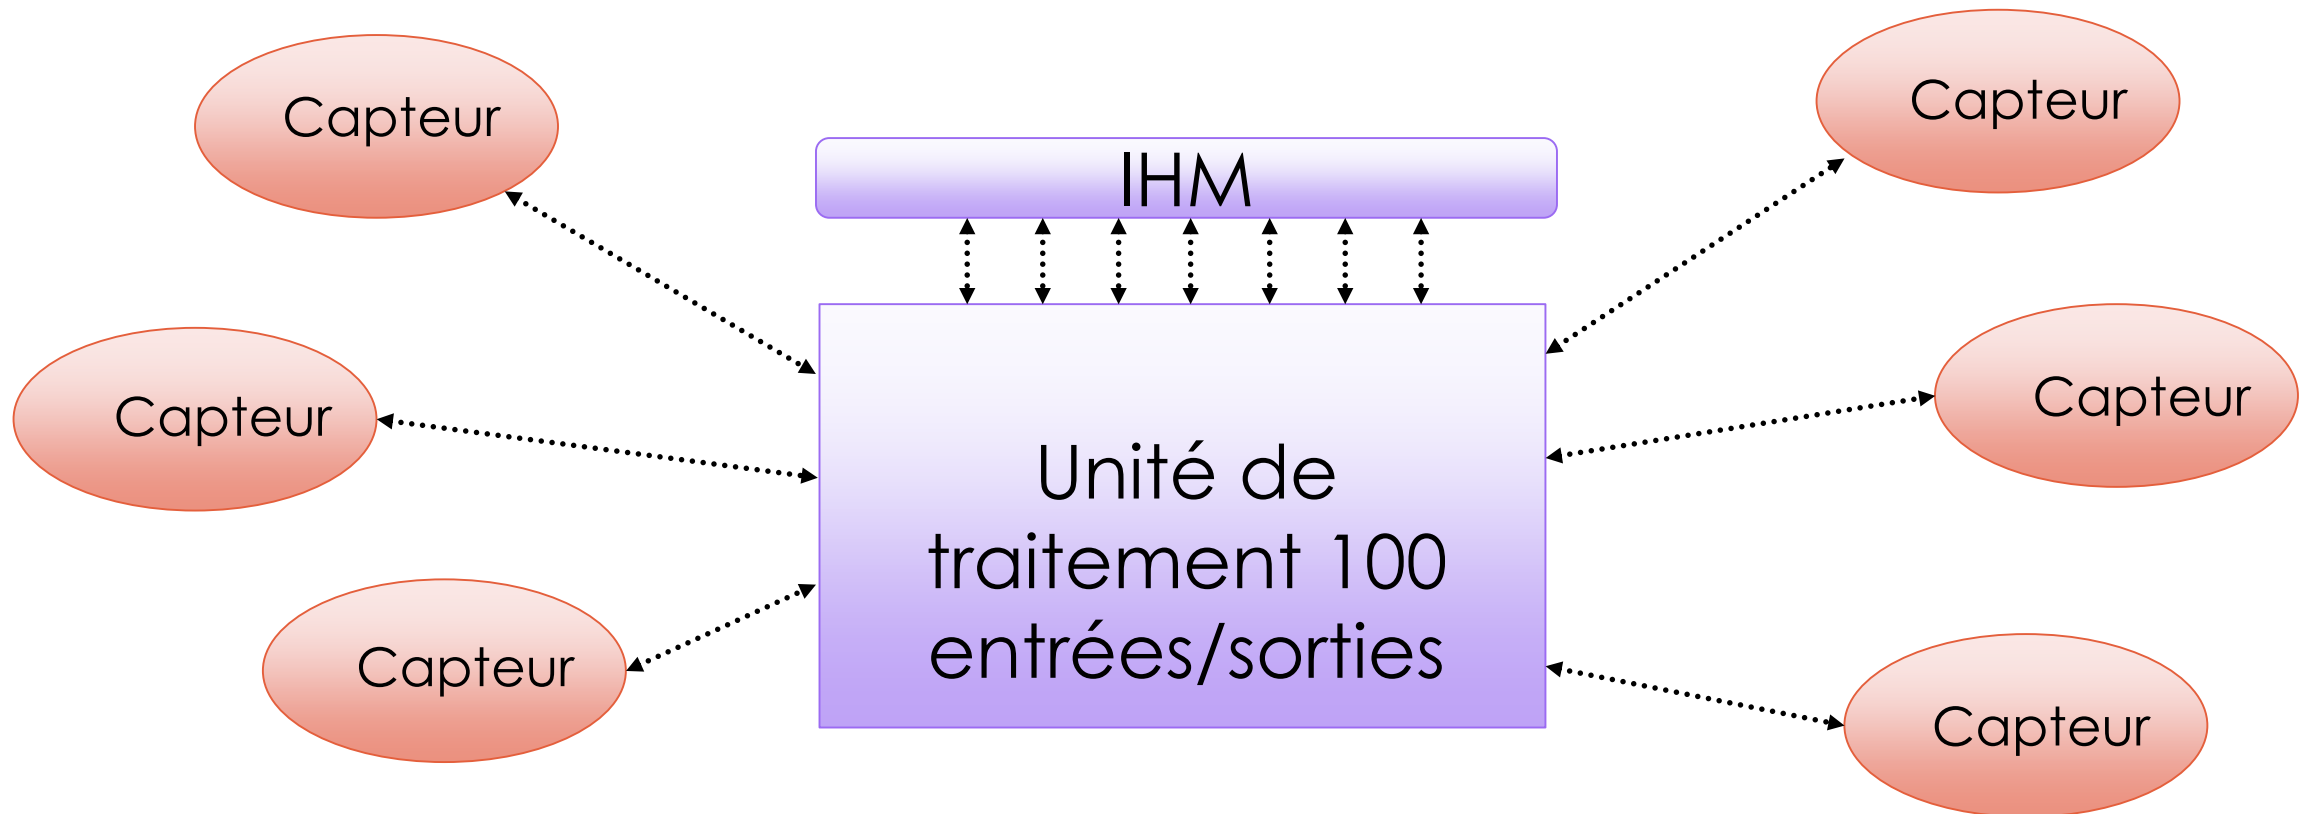 Capteur
Capteur
IHM
Capteur
Capteur
Unité de
traitement 100
entrées/sorties
Capteur
Capteur